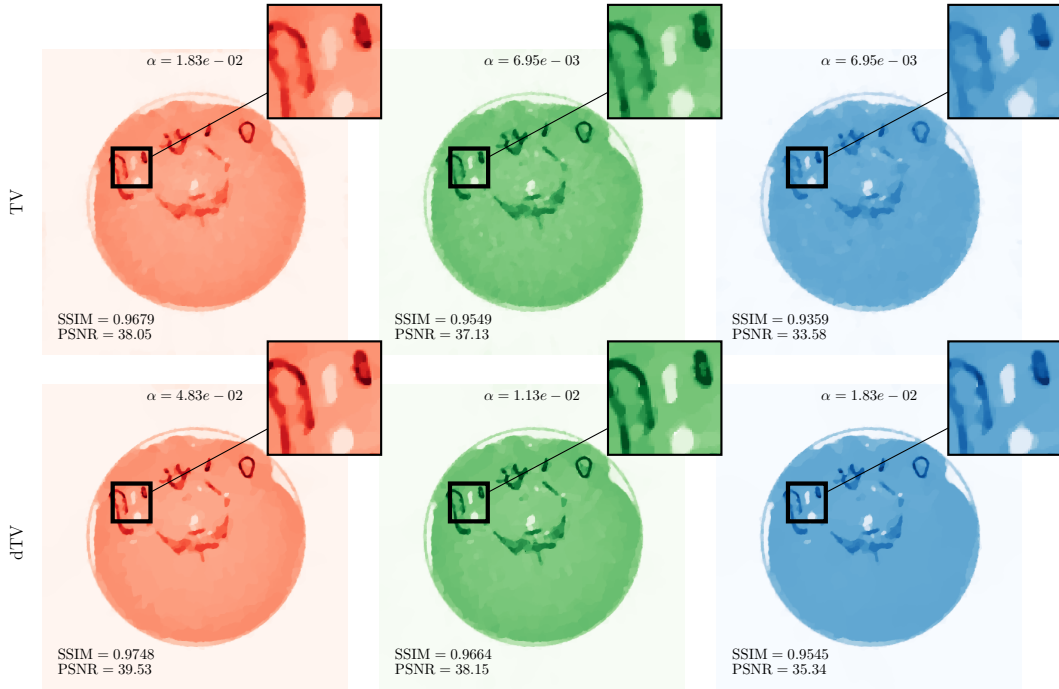 α = 1.83e − 02
α = 6.95e − 03
α = 6.95e − 03
TV
SSIM = 0.9679
PSNR = 38.05
SSIM = 0.9549
PSNR = 37.13
SSIM = 0.9359
PSNR = 33.58
α = 4.83e − 02
α = 1.13e − 02
α = 1.83e − 02
dTV
SSIM = 0.9748
PSNR = 39.53
SSIM = 0.9664
PSNR = 38.15
SSIM = 0.9545
PSNR = 35.34